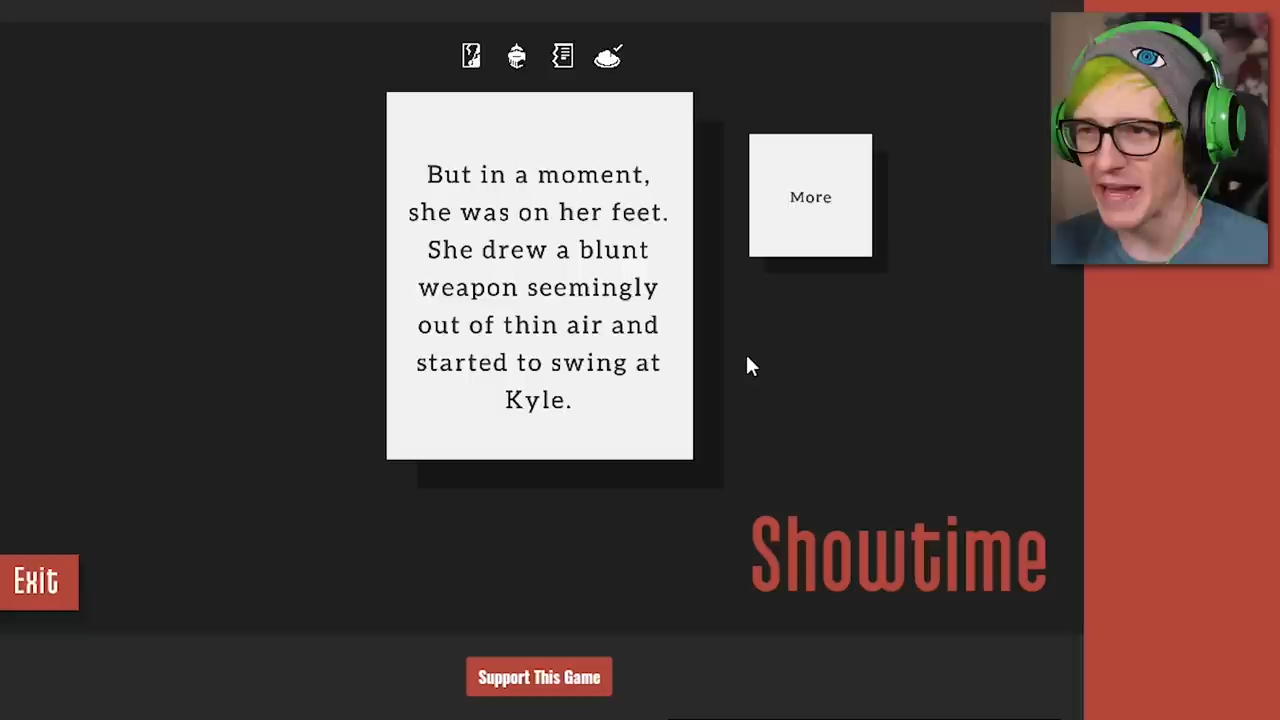 But in a moment,
she was on her feet.
She drew a blunt
weapon seemingly
out of thin air and
started to swing at
Kyle.
More
Showtime
Exit
Support This Game